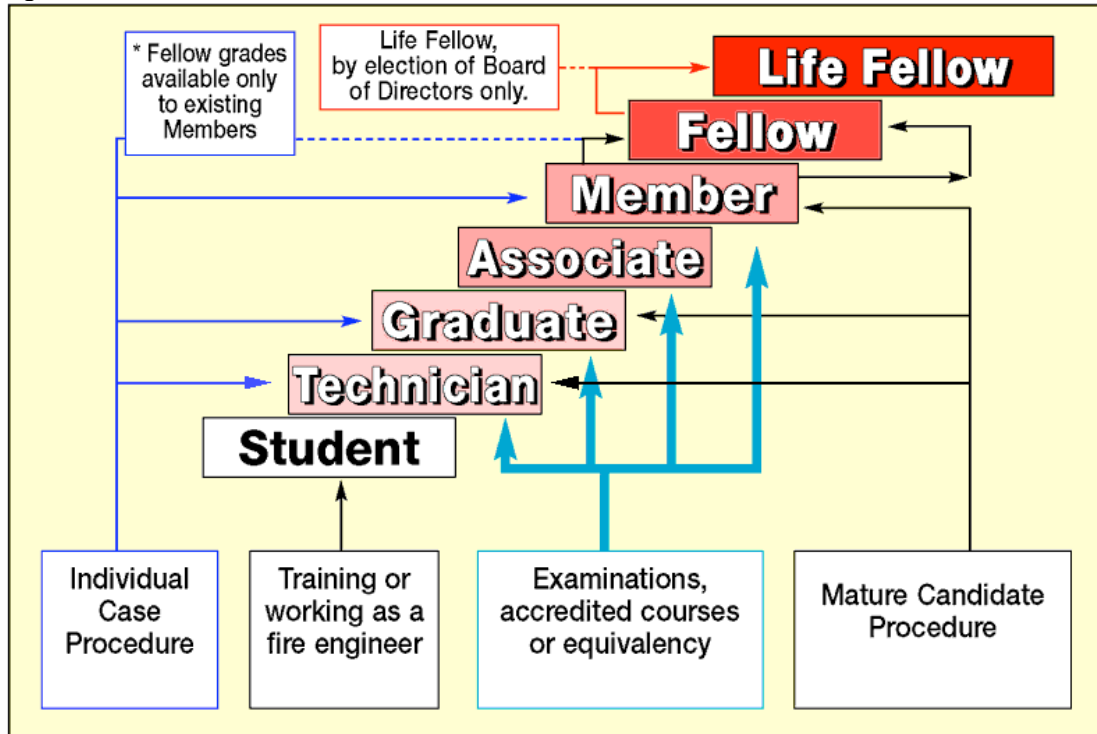 * Fellow grades
available only
to existing
Members
Life Fellow,
by election of Board
of Directors only.
Life Fellow
Fellow
Member
Associate
Graduate
Technician
Student
Individual
Case
Procedure
Training or
working as a
fire engineer
Examinations,
accredited courses
or equivalency
Mature Candidate
Procedure